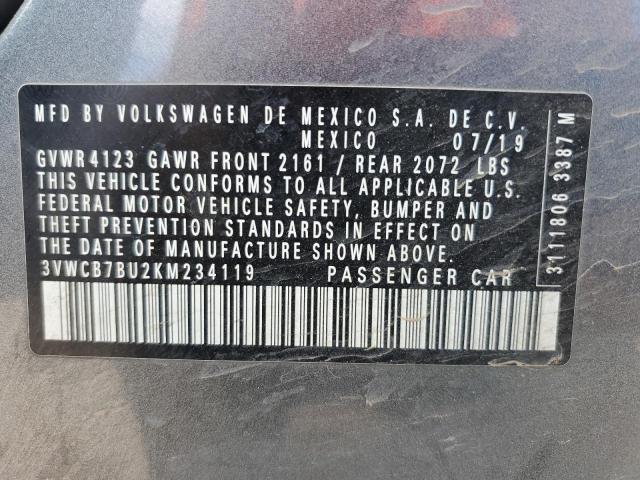 MFD BY VOLKSWAGEN DE MEXICO S.A. DE C.V.
MEXICO 07/19
GVWR 4123 GAWR FRONT 2161 / REAR 2072 LBS
THIS VEHICLE CONFORMS TO ALL APPLICABLE U.S.
FEDERAL MOTOR VEHICLE SAFETY, BUMPER AND
THEFT PREVENTION STANDARDS IN EFFECT ON
THE DATE OF MANUFACTURE SHOWN ABOVE.
3VWCB7BU2KM234119 PASSENGER CAR
3111806 3387 M